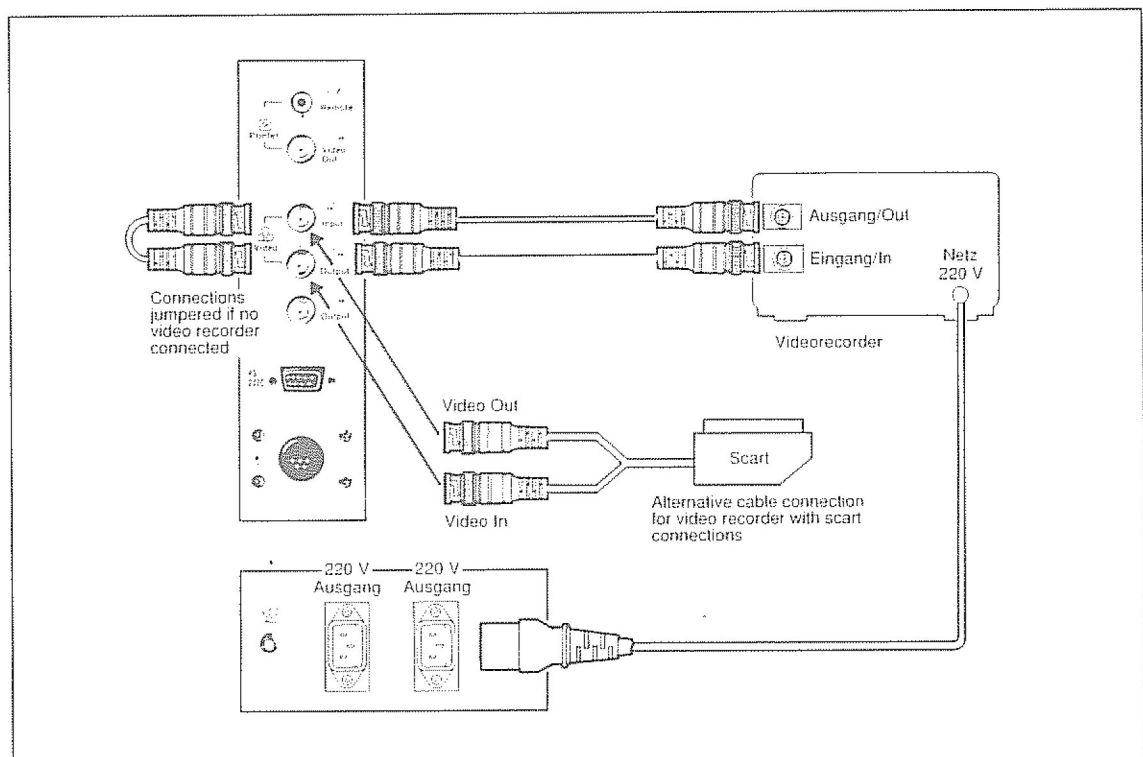 Remote
Printer
Video
Out
Input
Video
Output
Output
Connections
jumpered if no
video recorder
connected
Ausgang/Out
Eingang/In
Netz
220 V
Videorecorder
Video Out
Video In
Scart
Alternative cable connection
for video recorder with scart
connections
220 V
Ausgang
220 V
Ausgang